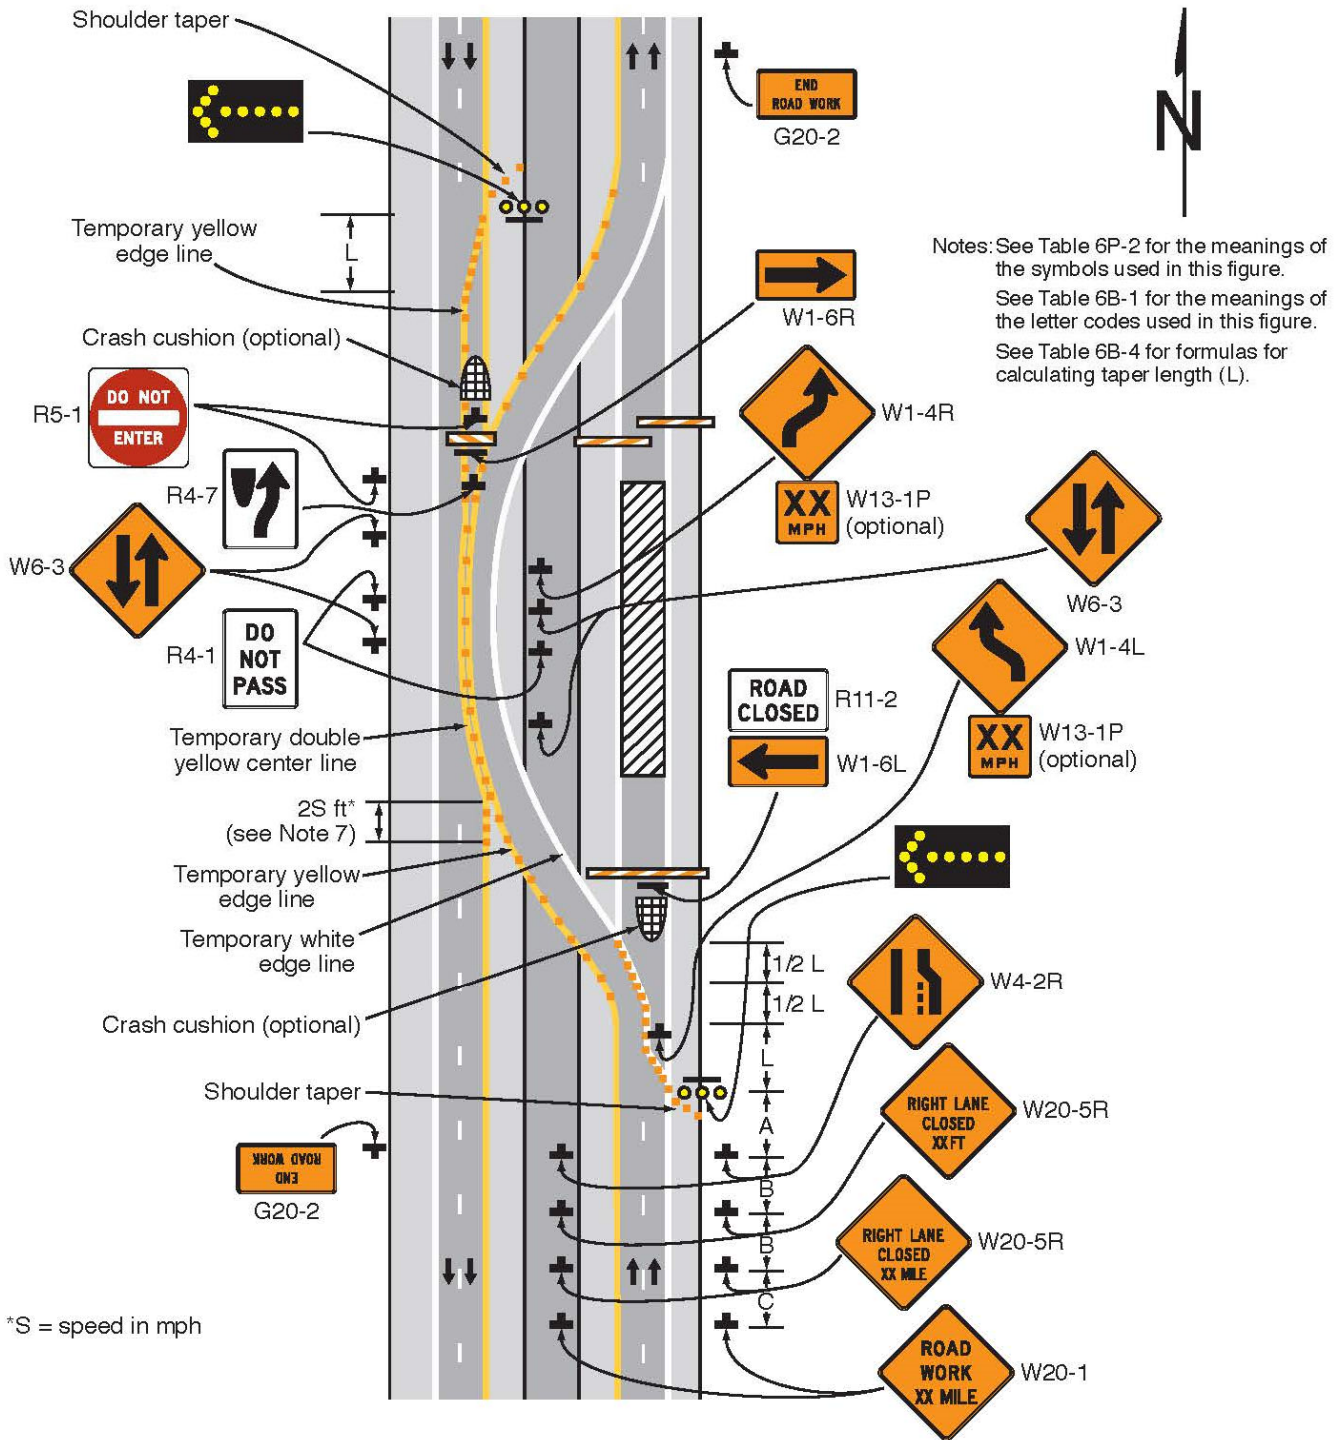 Shoulder taper
END
ROAD WORK
G20-2
N
Temporary yellow
edge line
L
Notes: See Table 6P-2 for the meanings of
the symbols used in this figure.
See Table 6B-1 for the meanings of
the letter codes used in this figure.
See Table 6B-4 for formulas for
calculating taper length (L).
W1-6R
Crash cushion (optional)
R5-1
DO NOT
ENTER
W1-4R
R4-7
XX
MPH
W13-1P
(optional)
W6-3
W6-3
R4-1
DO
NOT
PASS
W1-4L
ROAD
CLOSED
R11-2
W1-6L
XX
MPH
W13-1P
(optional)
Temporary double
yellow center line
2S ft*
(see Note 7)
Temporary yellow
edge line
Temporary white
edge line
Crash cushion (optional)
1/2 L
1/2 L
L
W4-2R
Shoulder taper
A
RIGHT LANE
CLOSED
XX FT
W20-5R
END
ROAD WORK
G20-2
B
B
RIGHT LANE
CLOSED
XX MILE
W20-5R
C
*S = speed in mph
ROAD
WORK
XX MILE
W20-1